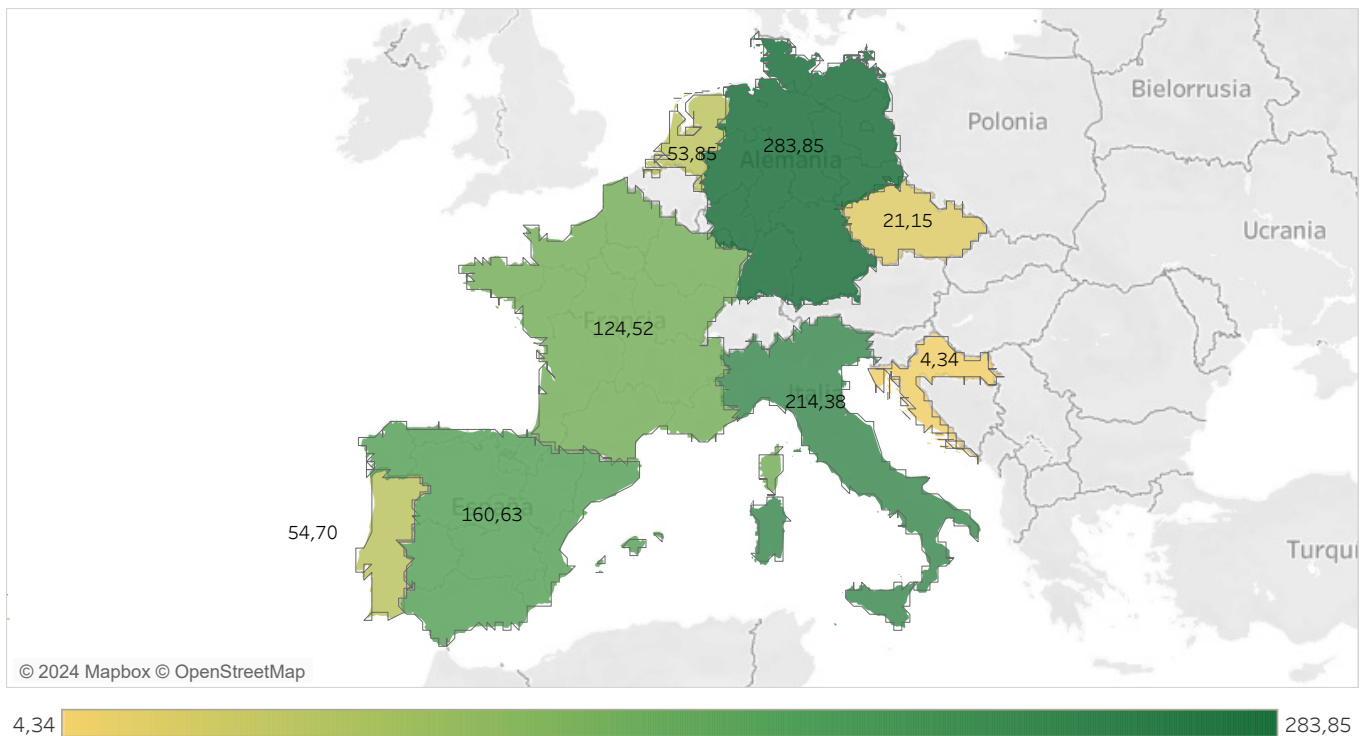 Bielorrusia
Polonia
283,85
53,85
Alemania
21,15
Ucrania
Francia
124,52
4,34
Italia
214,38
España
160,63
54,70
Turqu
© 2024 Mapbox © OpenStreetMap
4,34
283,85